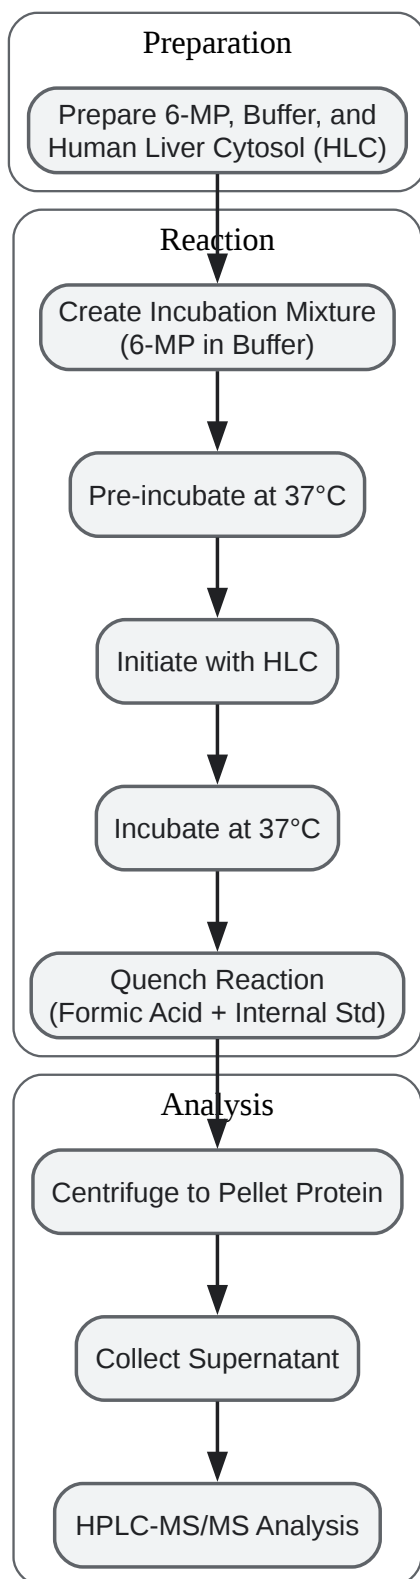 Preparation
Prepare 6-MP, Buffer, and
Human Liver Cytosol (HLC)
Reaction
Create Incubation Mixture
(6-MP in Buffer)
Pre-incubate at 37°C
Initiate with HLC
Incubate at 37°C
Quench Reaction
(Formic Acid + Internal Std)
Analysis
Centrifuge to Pellet Protein
Collect Supernatant
HPLC-MS/MS Analysis